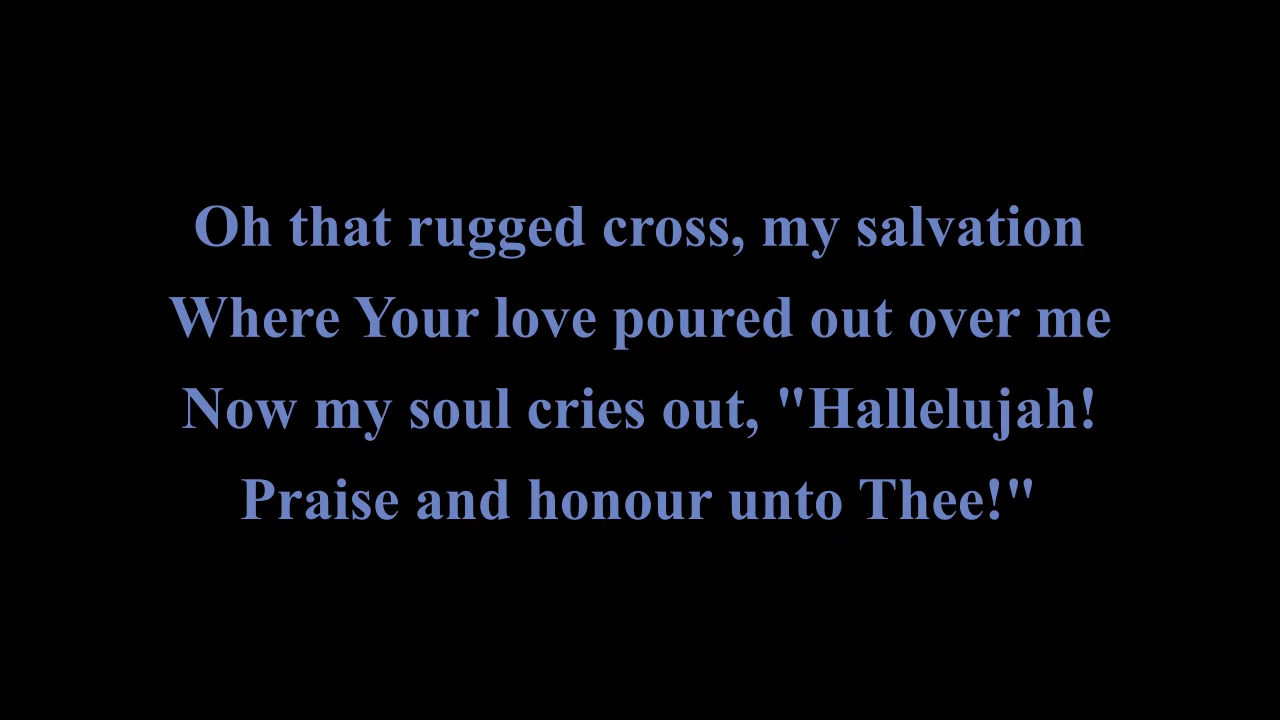 Oh that rugged cross, my salvation
Where Your love poured out over me
Now my soul cries out, "Hallelujah!
Praise and honour unto Thee!"